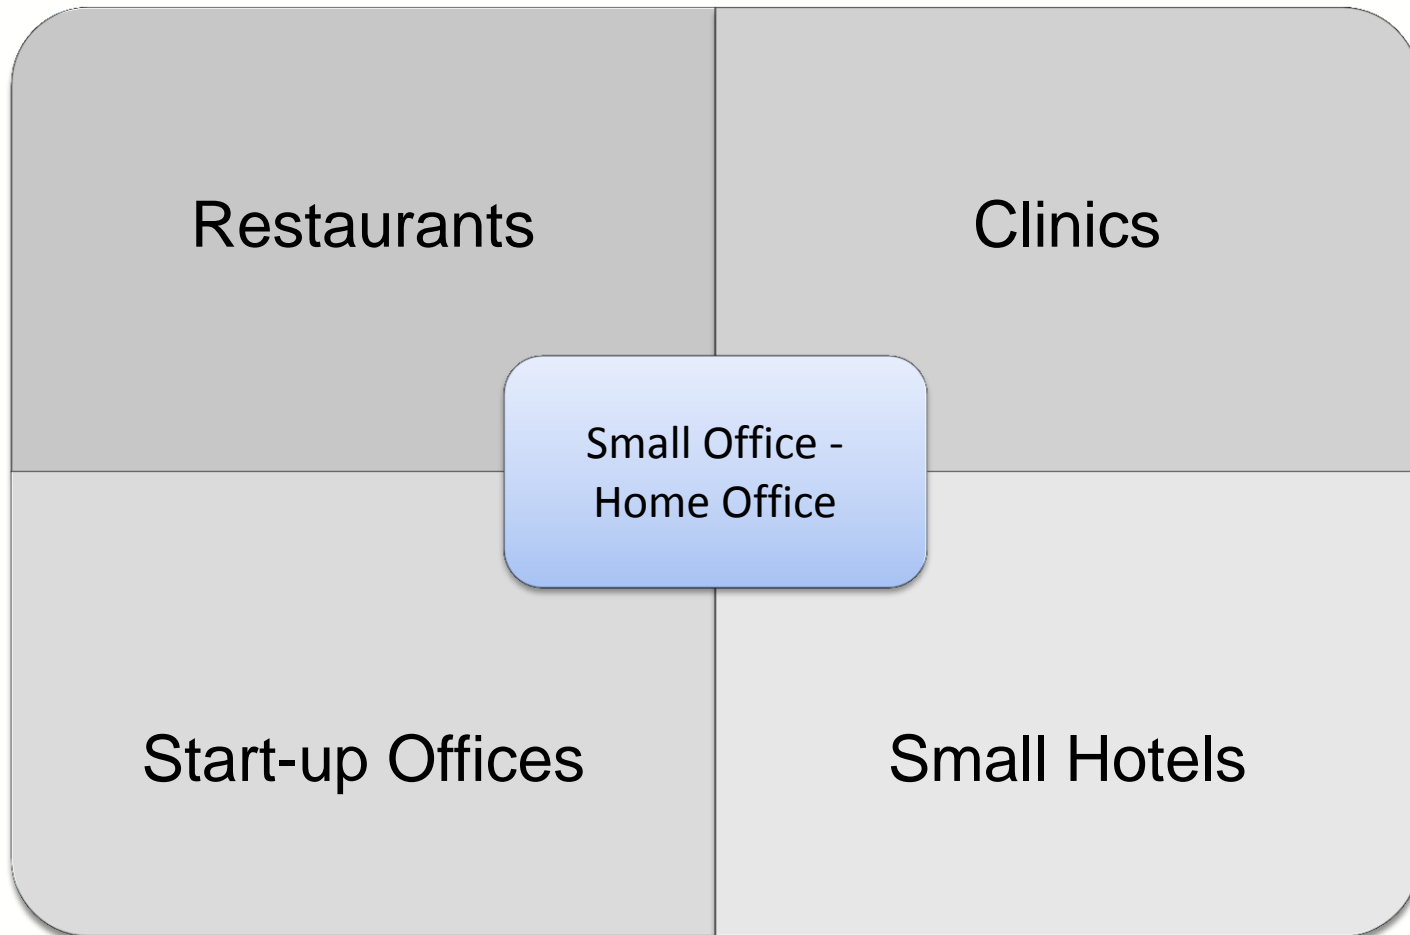 Restaurants
Clinics
Small Office -
Home Office
Start-up Offices
Small Hotels